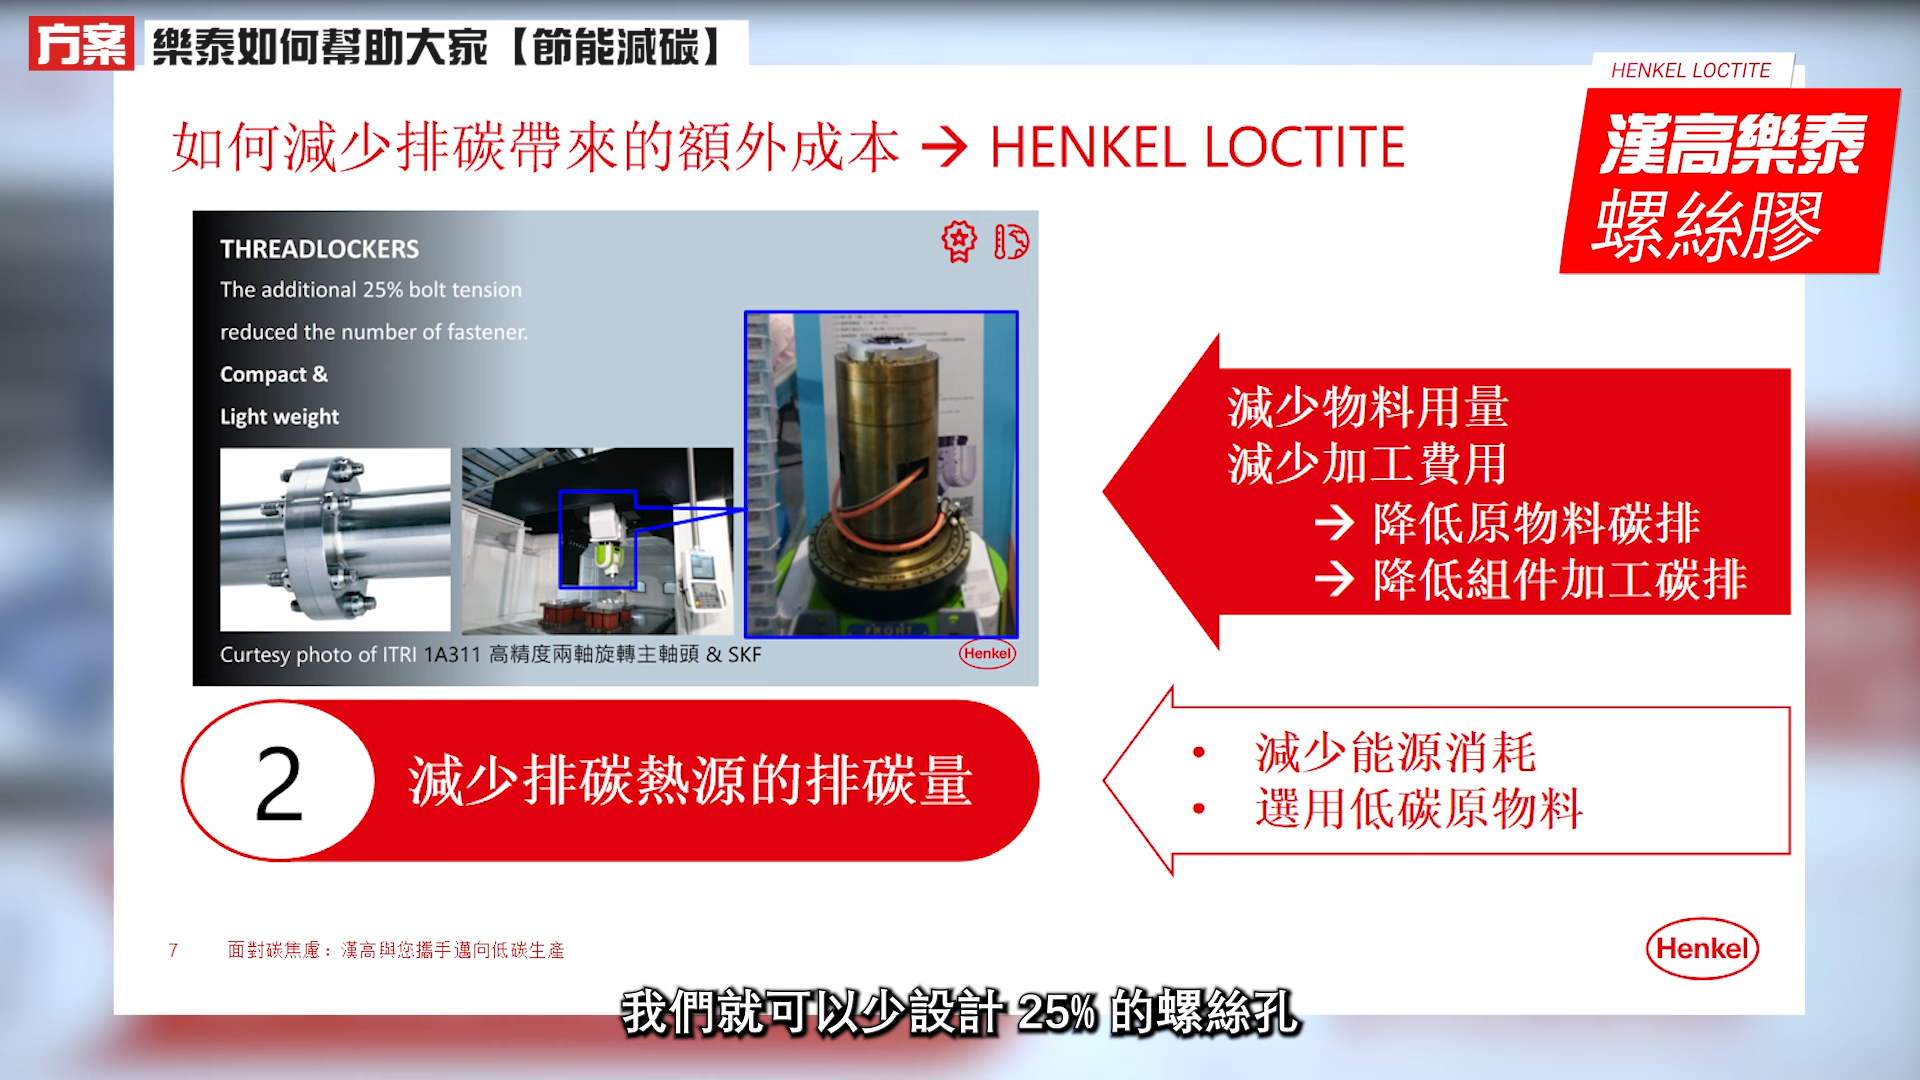 方案 樂泰如何幫助大家【節能減碳】
HENKEL LOCTITE
漢高樂泰
螺絲膠
如何減少排碳帶來的額外成本 → HENKEL LOCTITE
THREADLOCKERS
The additional 25% bolt tension
reduced the number of fastener.
Compact &
Light weight
FRONT
Curtesy photo of ITRI 1A311 高精度兩軸旋轉主軸頭 & SKF
Henkel
減少物料用量
減少加工費用
→ 降低原物料碳排
→ 降低組件加工碳排
2 減少排碳熱源的排碳量
• 減少能源消耗
• 選用低碳原物料
7 面對碳焦慮：漢高與您攜手邁向低碳生產
Henkel
我們就可以少設計 25% 的螺絲孔